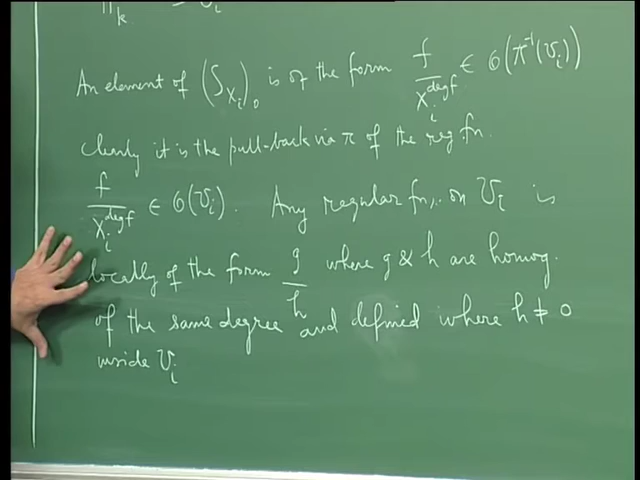 Π_k — U_i
An element of (S_{X_i})_0 is of the form f/X_i^{deg f} ∈ O(π^{-1}(U_i))
clearly it is the pull-back via π of the reg. fn.
f/X_i^{deg f} ∈ O(U_i). Any regular fn. on U_i is
locally of the form g/h where g & h are homog.
of the same degree and defined where h ≠ 0
inside U_i